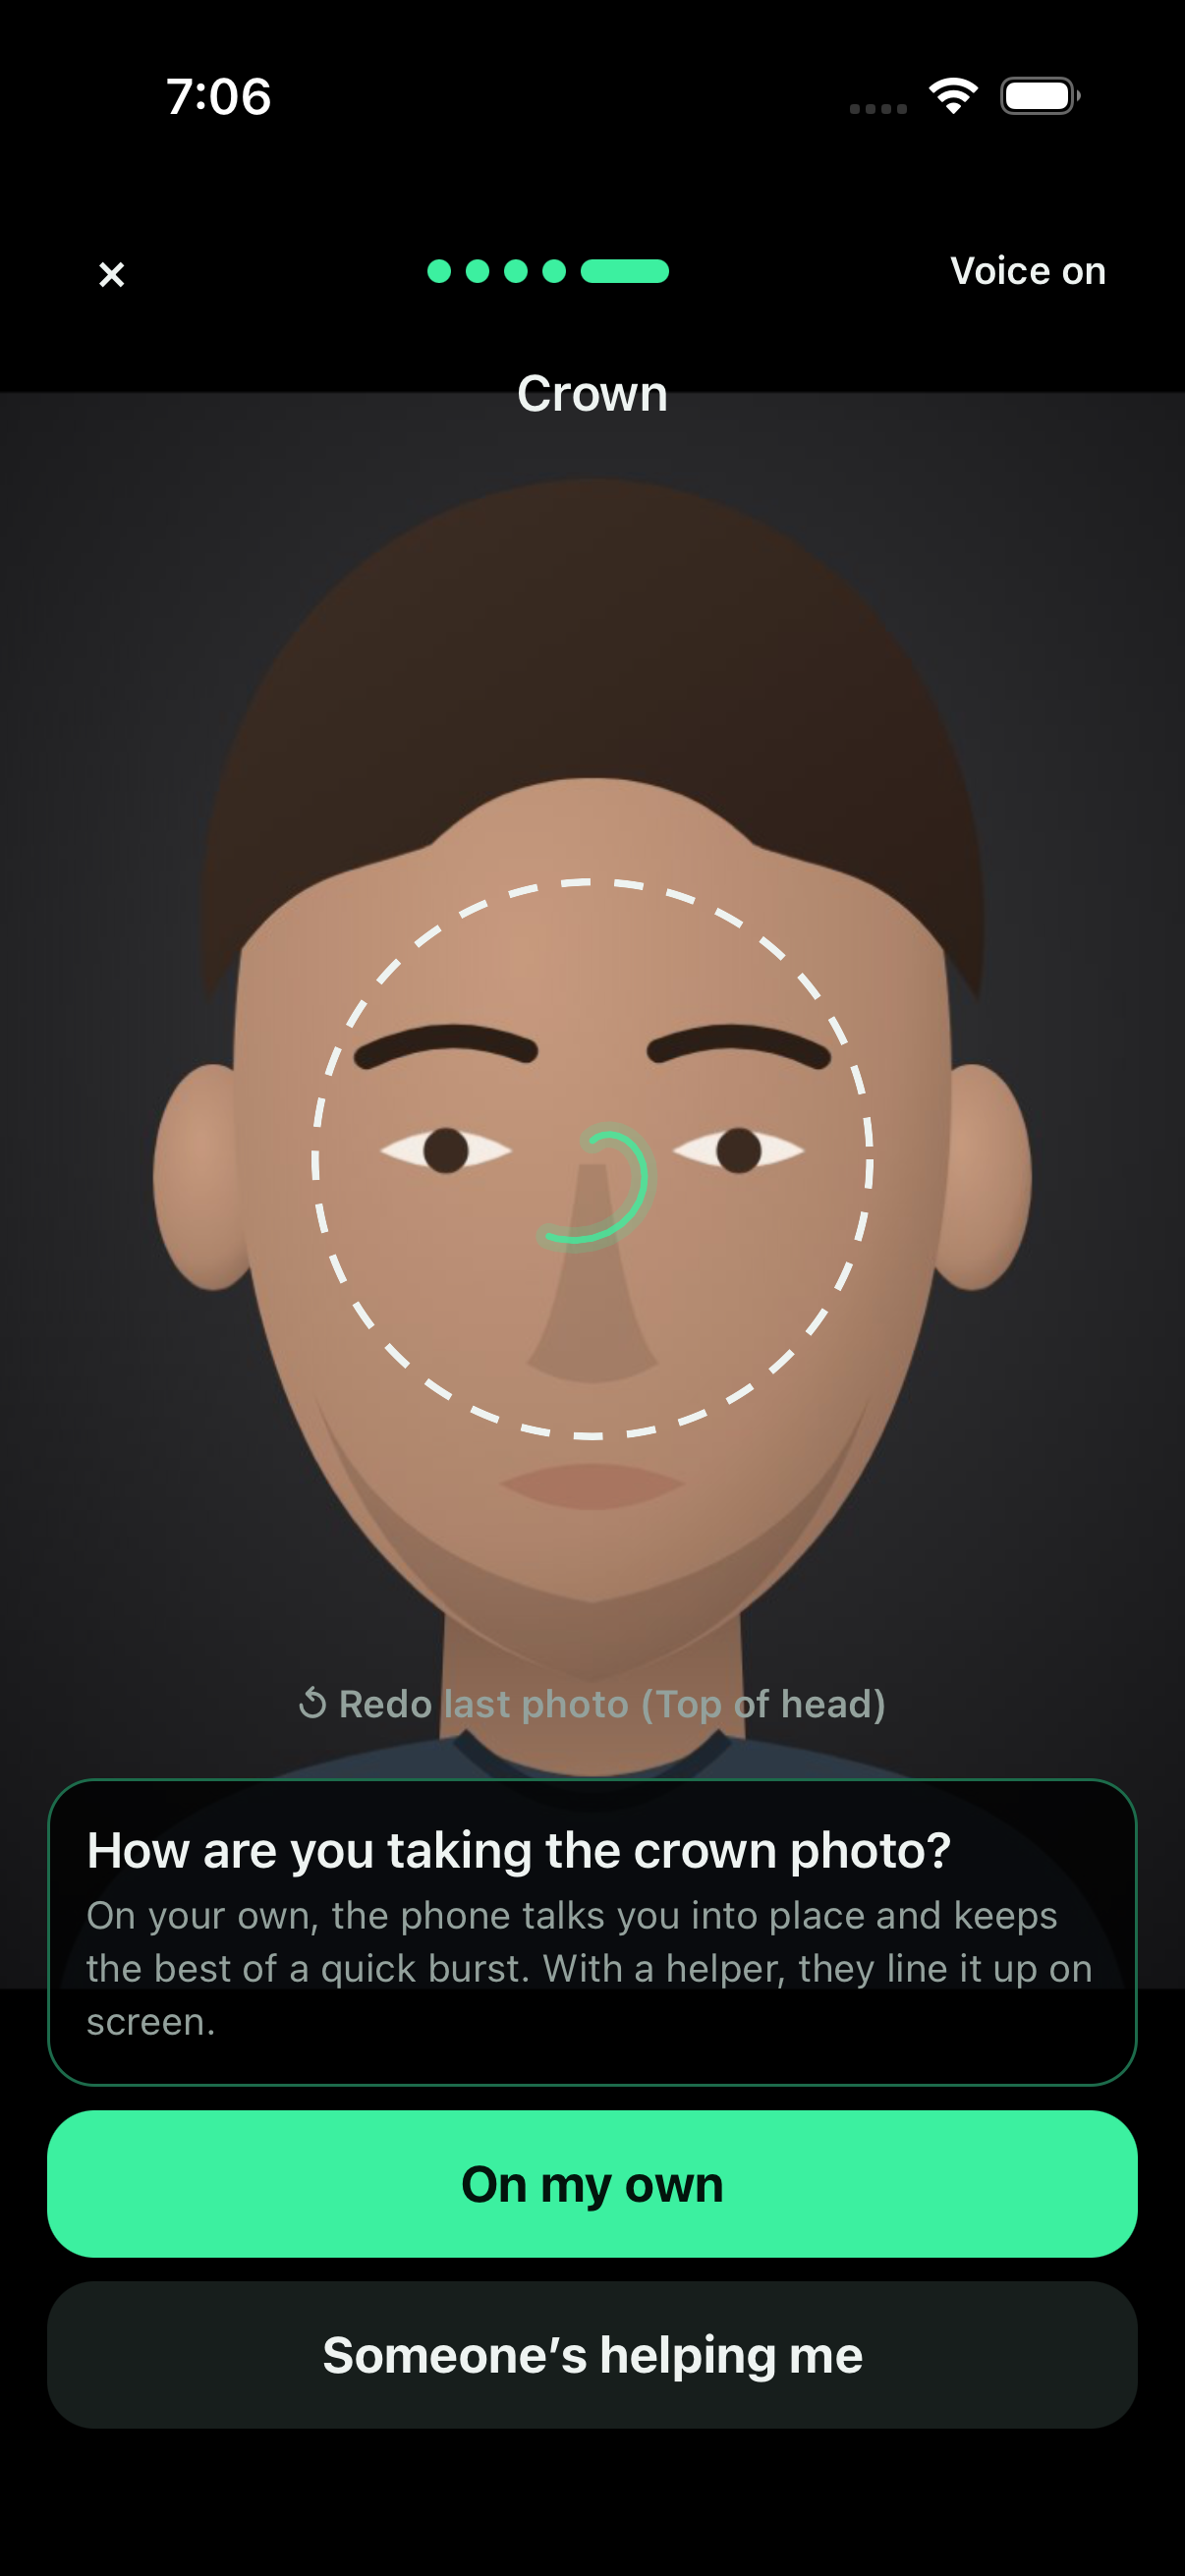 7:06
Voice on
Crown
Redo last photo (Top of head)
How are you taking the crown photo?
On your own, the phone talks you into place and keeps
the best of a quick burst. With a helper, they line it up on
screen.
On my own
Someone’s helping me